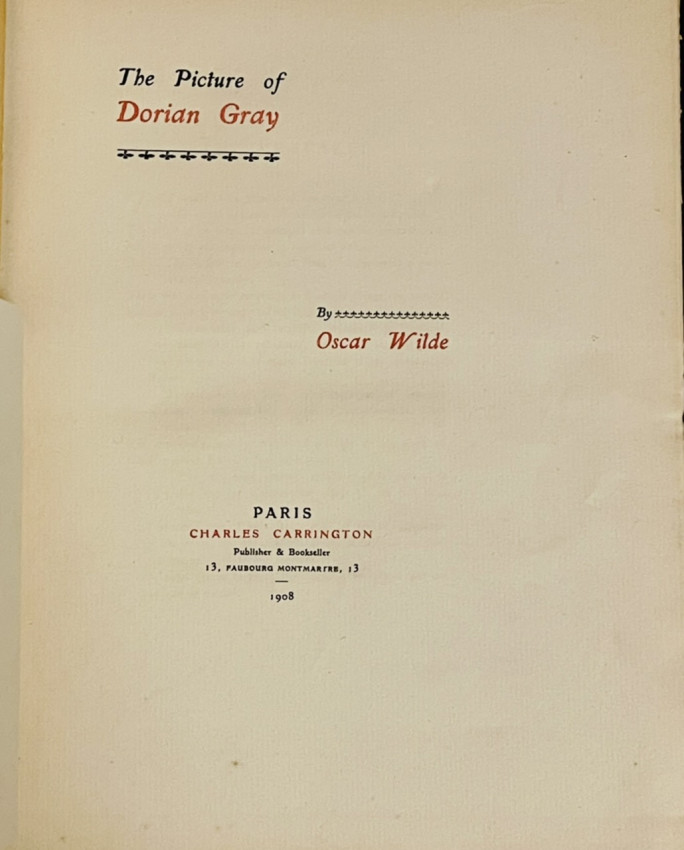 The Picture of
Dorian Gray
By
Oscar Wilde
PARIS
CHARLES CARRINGTON
Publisher & Bookseller
13, FAUBOURG MONTMARTRE, 13
1908